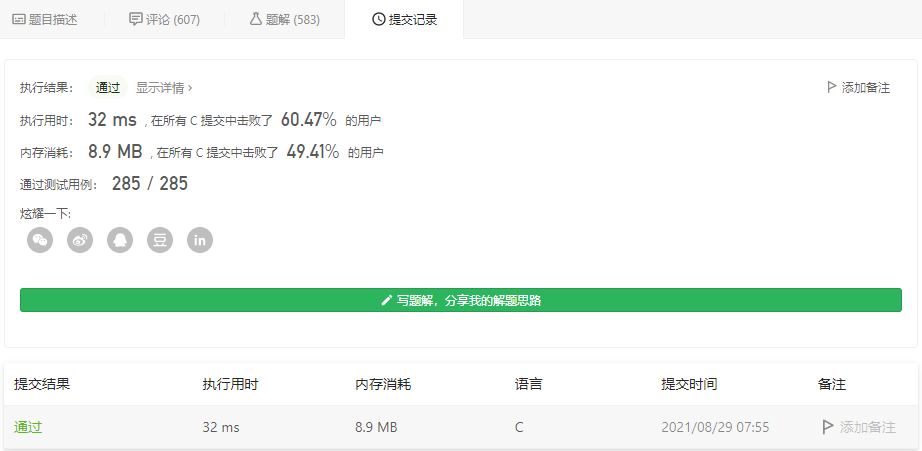 题目描述 评论 (607) 题解 (583) 提交记录
执行结果： 通过 显示详情 › 添加备注
执行用时： 32 ms , 在所有 C 提交中击败了 60.47% 的用户
内存消耗： 8.9 MB , 在所有 C 提交中击败了 49.41% 的用户
通过测试用例： 285 / 285
炫耀一下:
豆 in
写题解，分享我的解题思路
提交结果 执行用时 内存消耗 语言 提交时间 备注
通过 32 ms 8.9 MB C 2021/08/29 07:55 添加备注